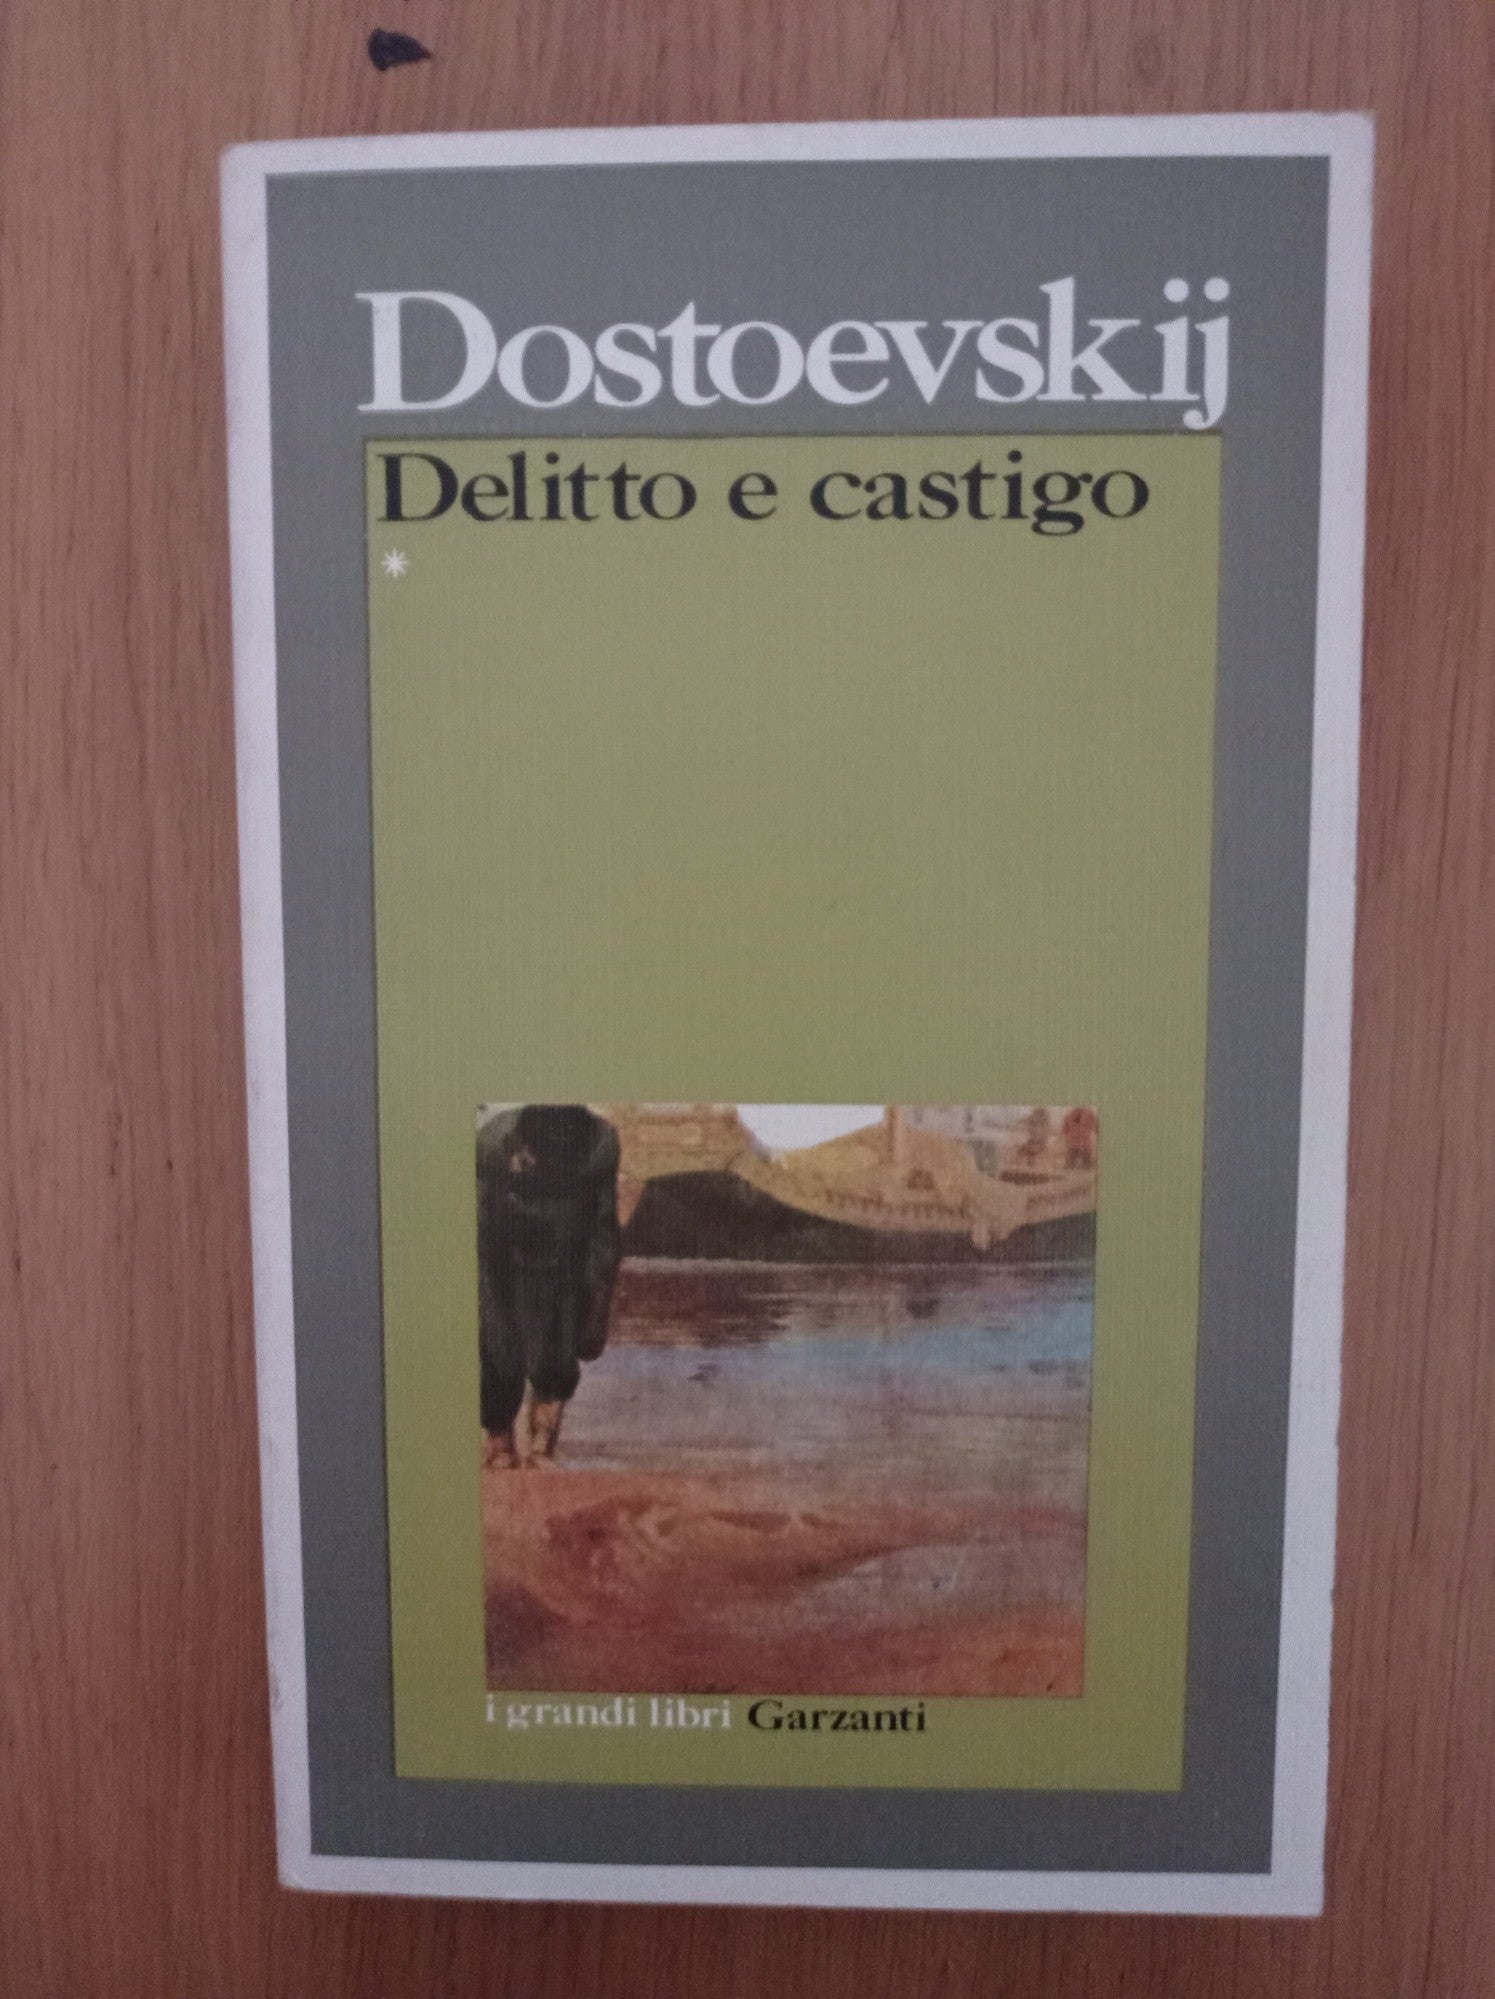 Dostoevskij
Delitto e castigo
*
i grandi libri Garzanti